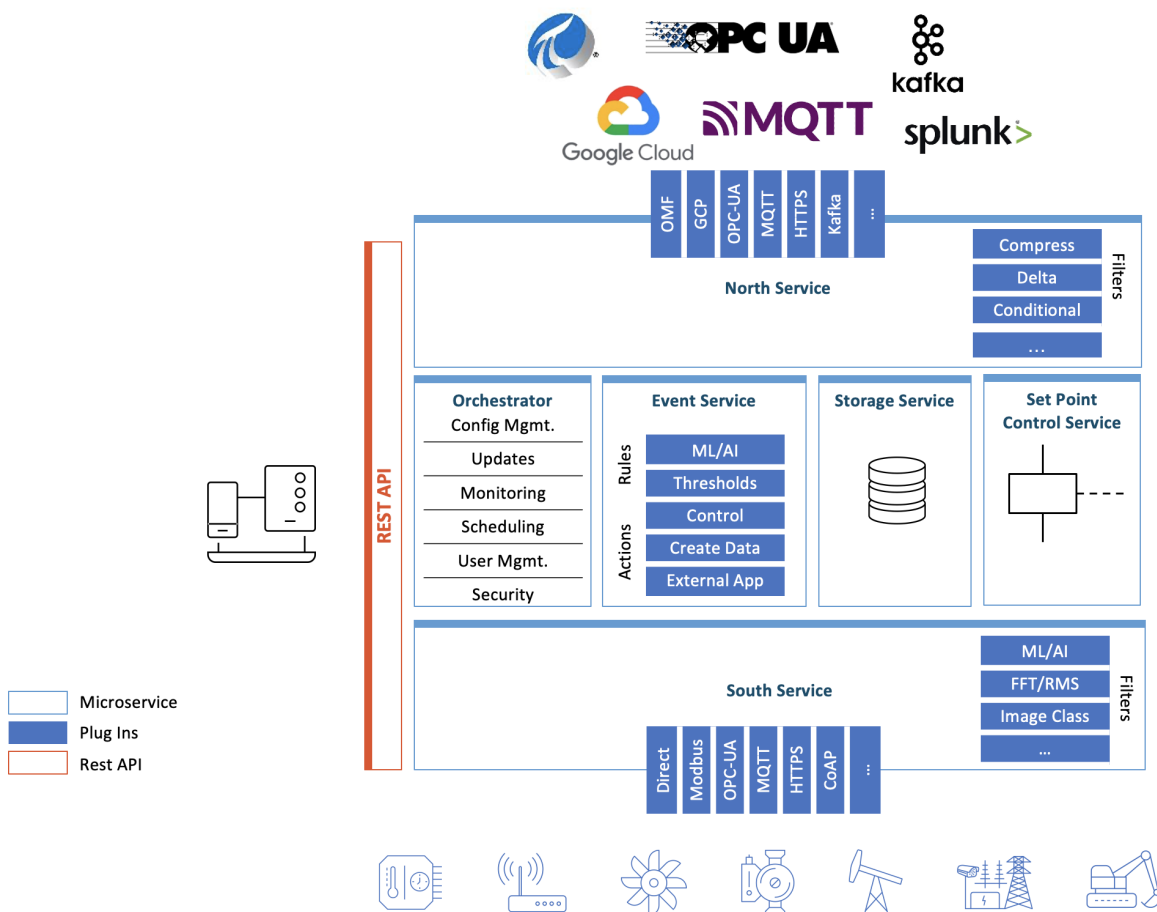 ®
OPC UA
kafka
Google Cloud
MQTT
splunk>
OMF
GCP
OPC-UA
MQTT
HTTPS
Kafka
...
North Service
Compress
Delta
Conditional
...
Filters
REST API
Orchestrator
Config Mgmt.
Updates
Monitoring
Scheduling
User Mgmt.
Security
Event Service
Rules
ML/AI
Thresholds
Actions
Control
Create Data
External App
Storage Service
Set Point
Control Service
South Service
ML/AI
FFT/RMS
Image Class
...
Filters
Direct
Modbus
OPC-UA
MQTT
HTTPS
CoAP
...
Microservice
Plug Ins
Rest API